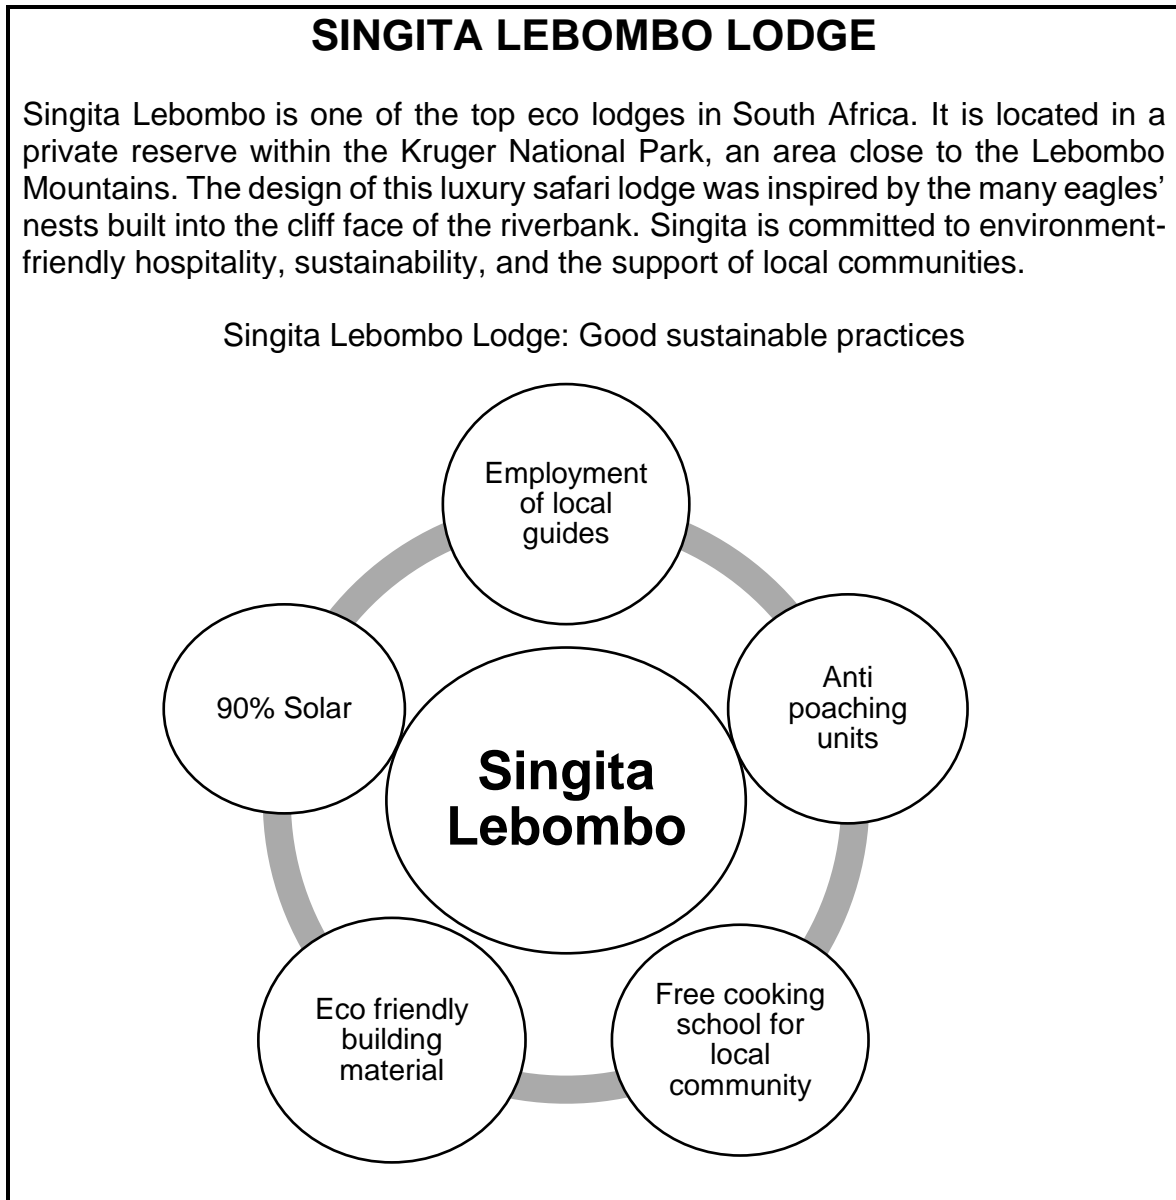 SINGITA LEBOMBO LODGE
Singita Lebombo is one of the top eco lodges in South Africa. It is located in a
private reserve within the Kruger National Park, an area close to the Lebombo
Mountains. The design of this luxury safari lodge was inspired by the many eagles’
nests built into the cliff face of the riverbank. Singita is committed to environment-
friendly hospitality, sustainability, and the support of local communities.
Singita Lebombo Lodge: Good sustainable practices
Employment
of local
guides
90% Solar
Anti
poaching
units
Singita
Lebombo
Eco friendly
building
material
Free cooking
school for
local
community